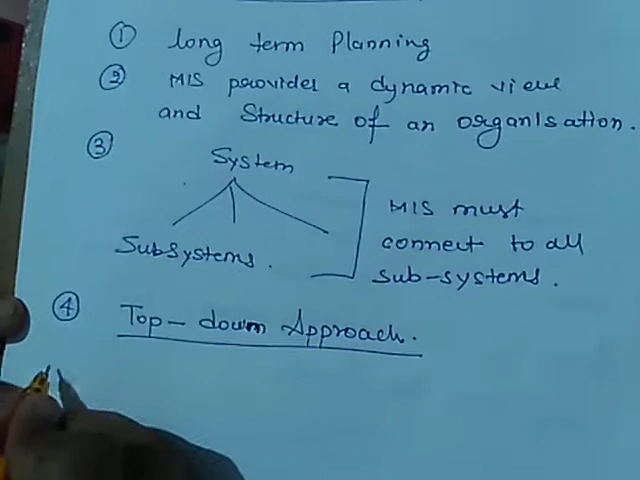 ① Long term Planning
② MIS provides a dynamic view
and Structure of an organisation.
③
System
Subsystems.
MIS must
connect to all
sub-systems.
④ Top-down Approach.